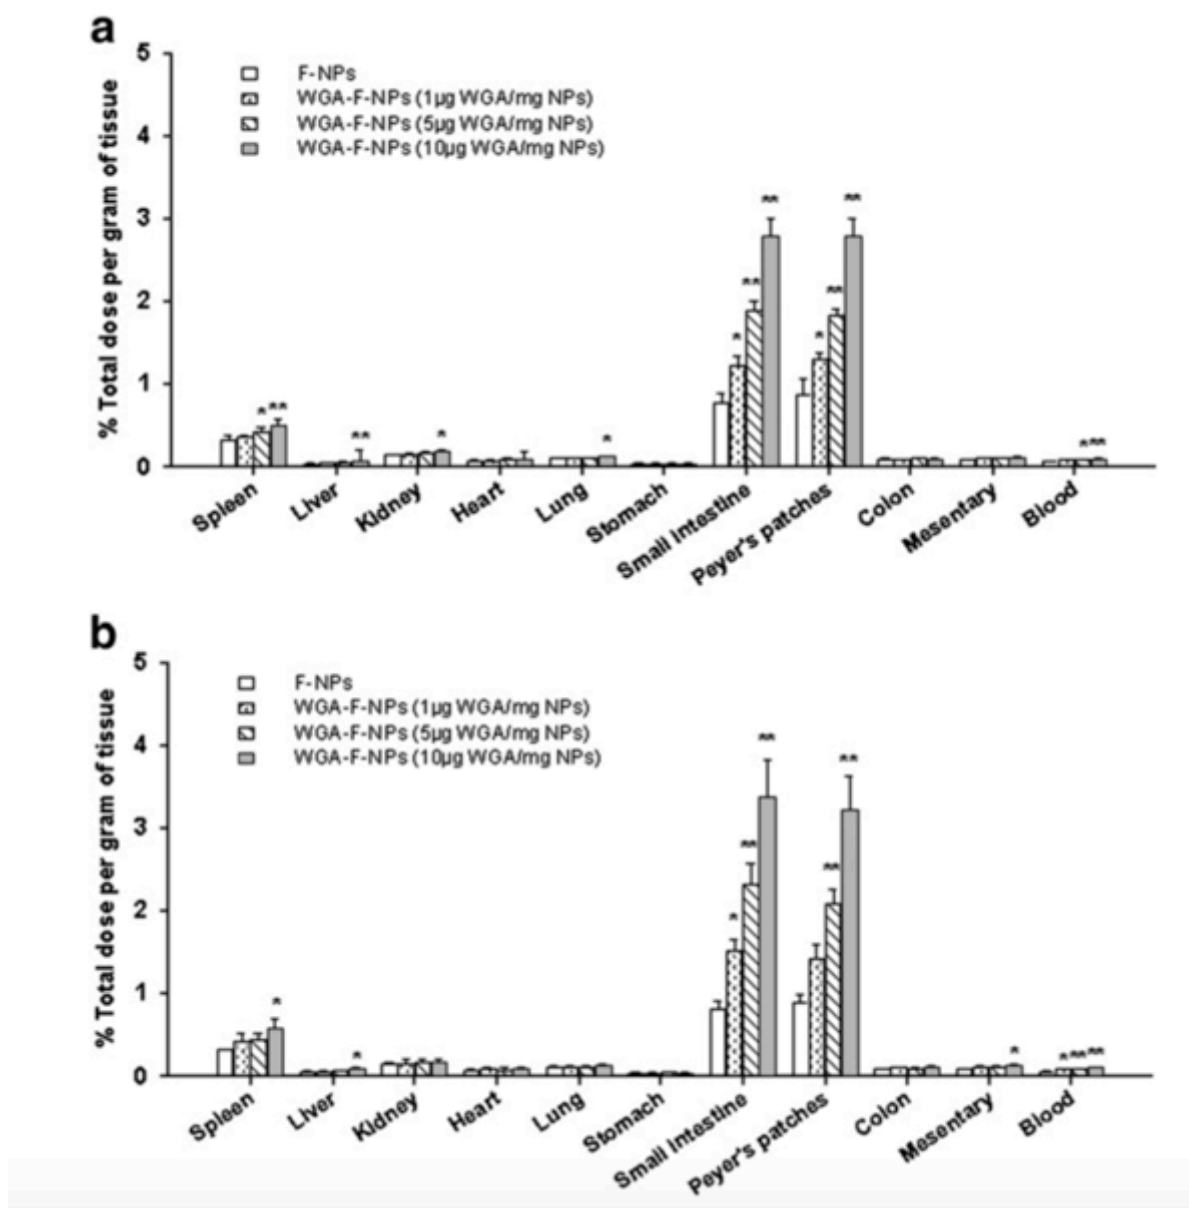 a
5
4
3
2
1
0
% Total dose per gram of tissue
F-NPs
WGA-F-NPs (1µg WGA/mg NPs)
WGA-F-NPs (5µg WGA/mg NPs)
WGA-F-NPs (10µg WGA/mg NPs)
* **
**
*
*
* ** **
* ** **
* **
Spleen
Liver
Kidney
Heart
Lung
Stomach
Small intestine
Peyer's patches
Colon
Mesentary
Blood
b
5
4
3
2
1
0
% Total dose per gram of tissue
F-NPs
WGA-F-NPs (1µg WGA/mg NPs)
WGA-F-NPs (5µg WGA/mg NPs)
WGA-F-NPs (10µg WGA/mg NPs)
*
*
* ** **
** **
*
* ** **
Spleen
Liver
Kidney
Heart
Lung
Stomach
Small intestine
Peyer's patches
Colon
Mesentary
Blood